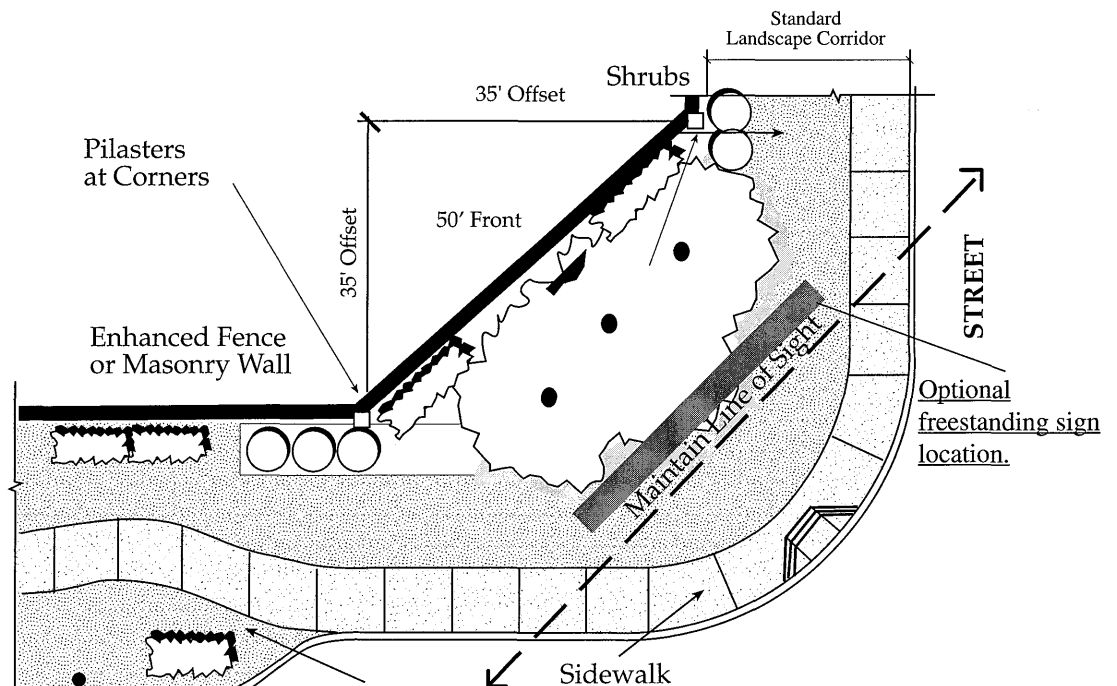 Standard
Landscape Corridor
Shrubs
35' Offset
Pilasters
at Corners
50' Front
35' Offset
STREET
Enhanced Fence
or Masonry Wall
Maintain Line of Sight
Optional
freestanding sign
location.
Sidewalk